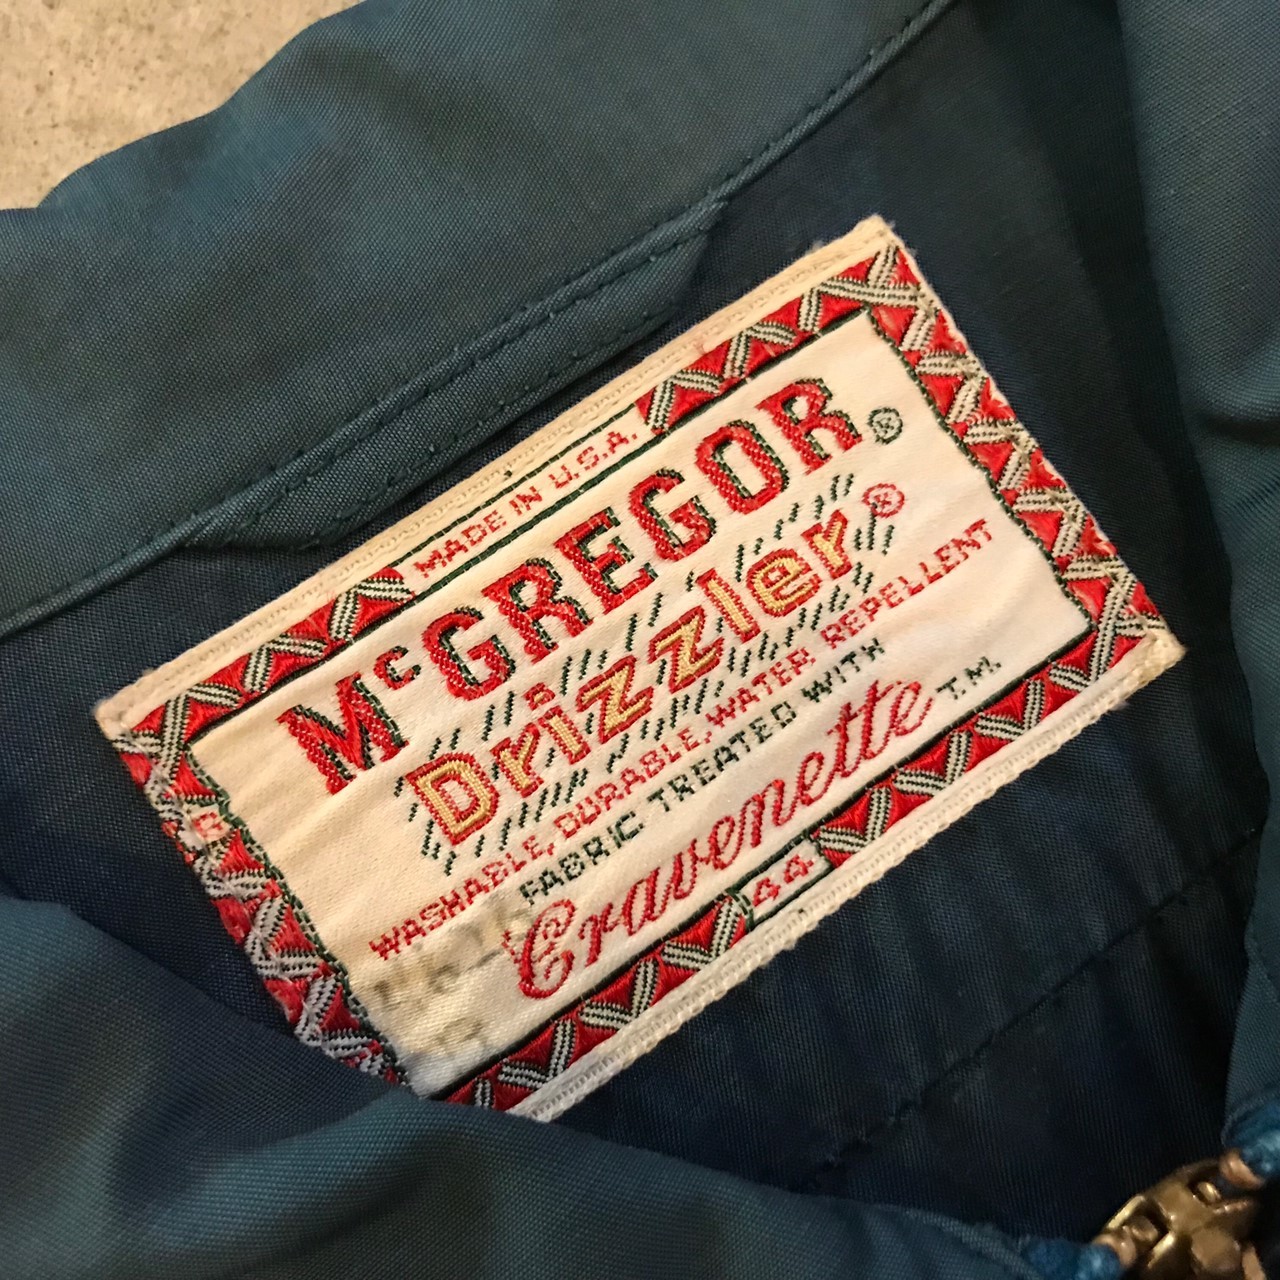 MADE IN U.S.A.
McGREGOR ®
Drizzler ®
WASHABLE, DURABLE, WATER REPELLENT
FABRIC TREATED WITH
Cravenette T.M.
44